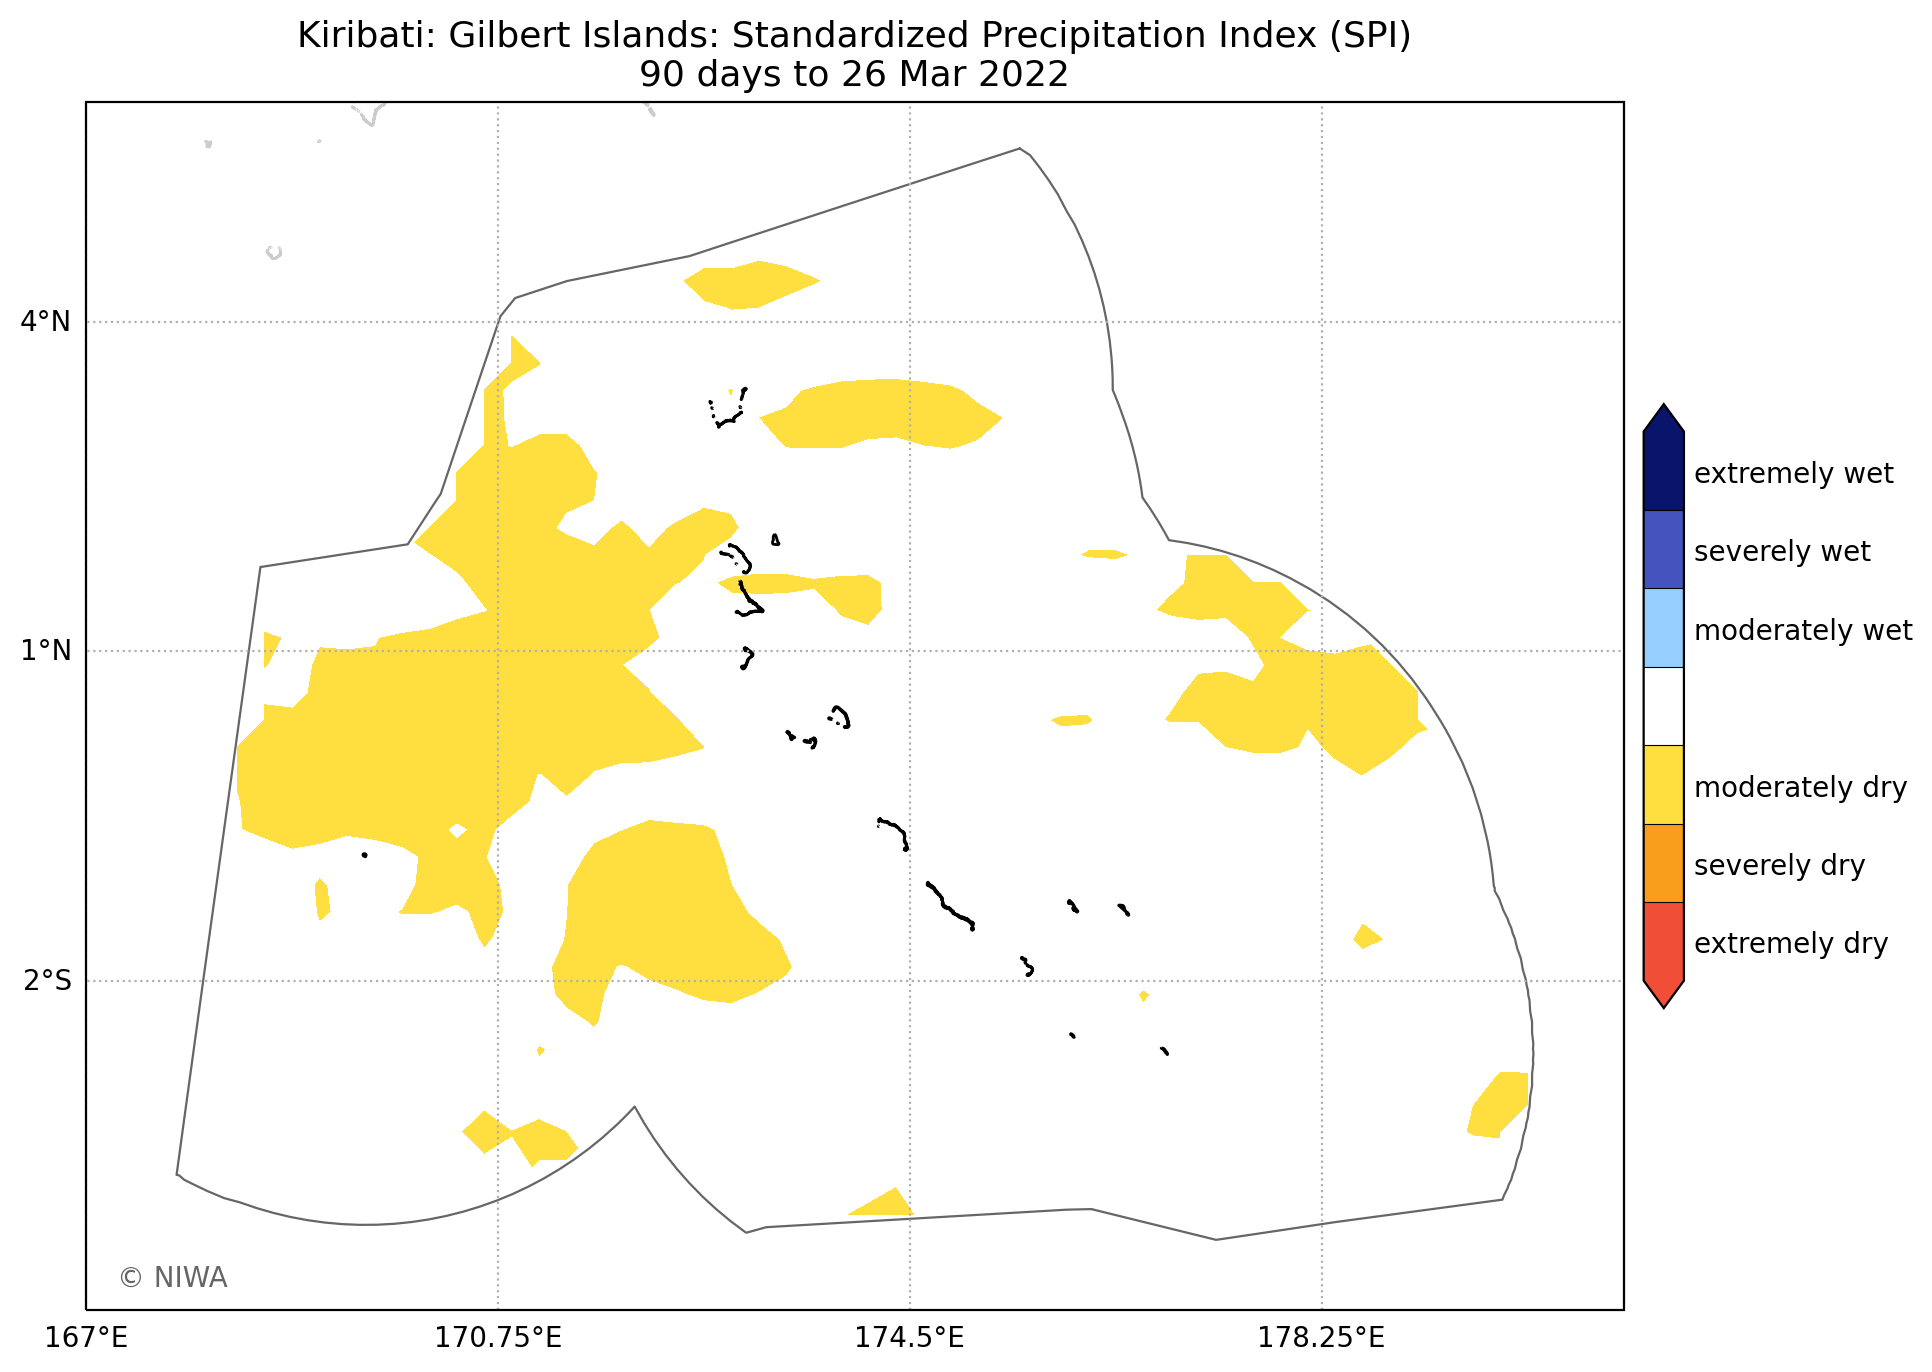 Kiribati: Gilbert Islands: Standardized Precipitation Index (SPI)
90 days to 26 Mar 2022
4°N
1°N
2°S
167°E
170.75°E
174.5°E
178.25°E
extremely wet
severely wet
moderately wet
moderately dry
severely dry
extremely dry
© NIWA